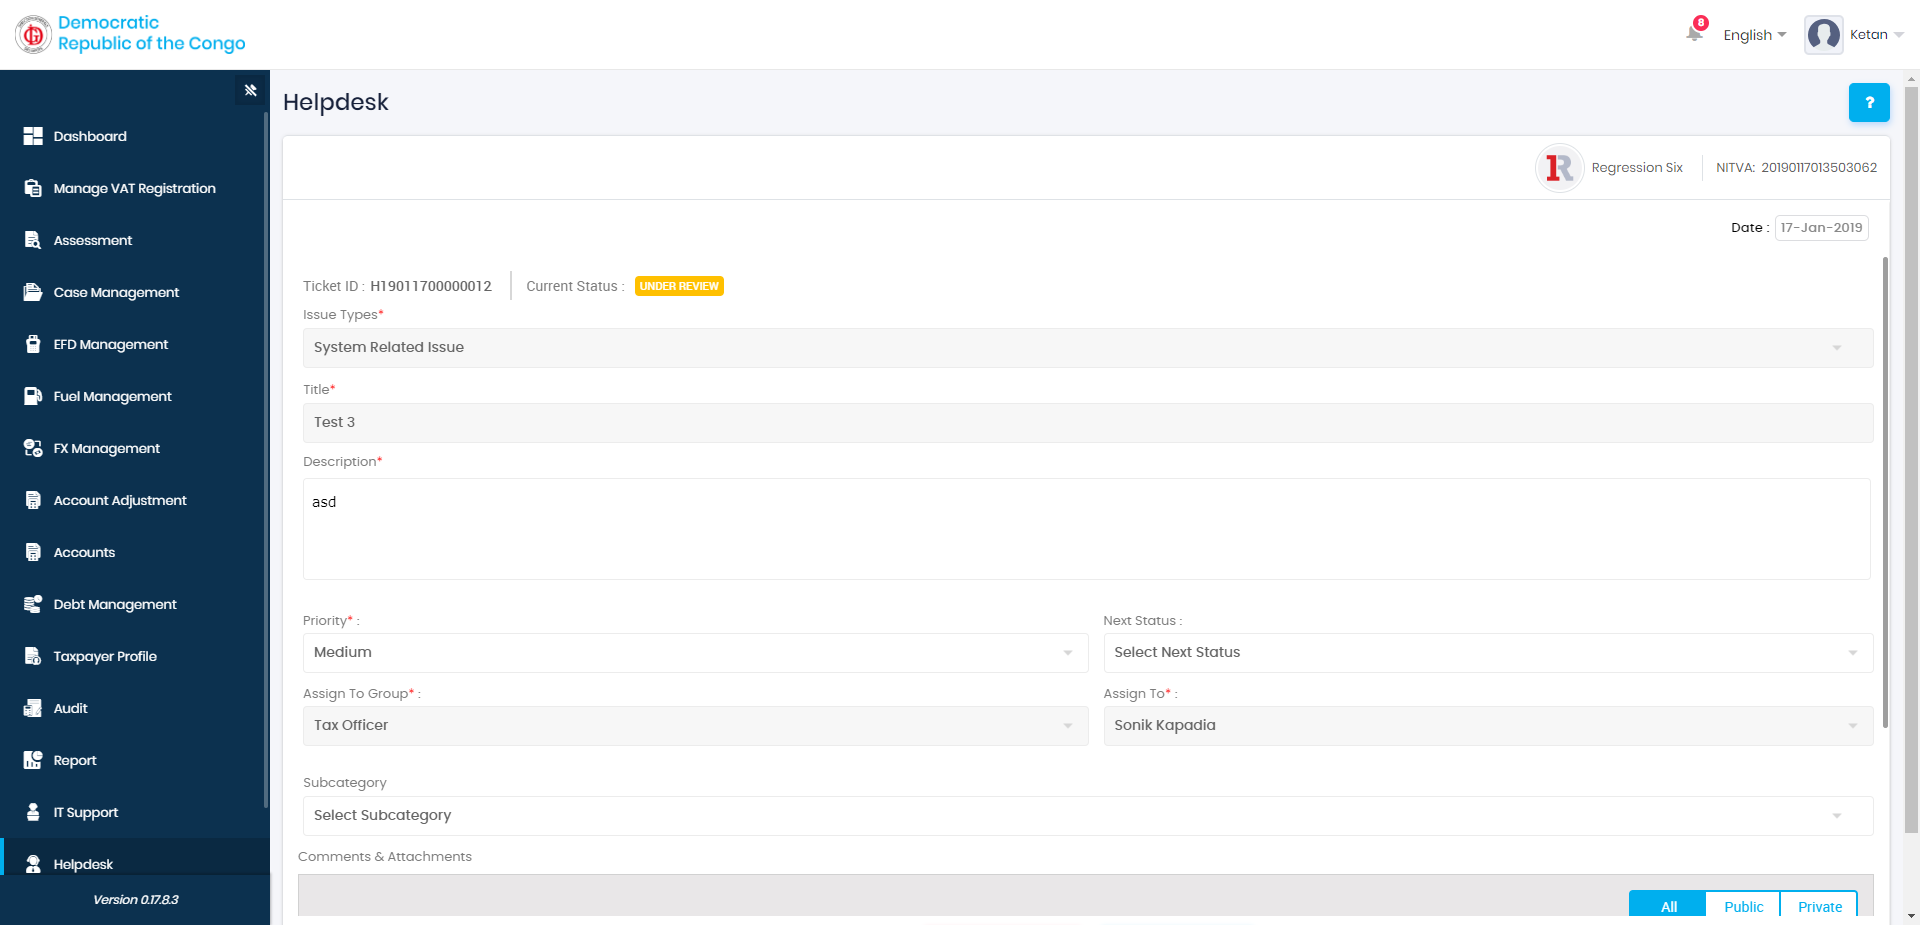 Democratic
Republic of the Congo
8
English
Ketan
Dashboard
Manage VAT Registration
Assessment
Case Management
EFD Management
Fuel Management
FX Management
Account Adjustment
Accounts
Debt Management
Taxpayer Profile
Audit
Report
IT Support
Helpdesk
Version 0.17.8.3
Helpdesk
?
1R
Regression Six
NITVA: 20190117013503062
Date : 17-Jan-2019
Ticket ID : H19011700000012
Current Status : UNDER REVIEW
Issue Types*
System Related Issue
Title*
Test 3
Description*
asd
Priority* :
Medium
Next Status :
Select Next Status
Assign To Group* :
Tax Officer
Assign To* :
Sonik Kapadia
Subcategory
Select Subcategory
Comments & Attachments
All
Public
Private